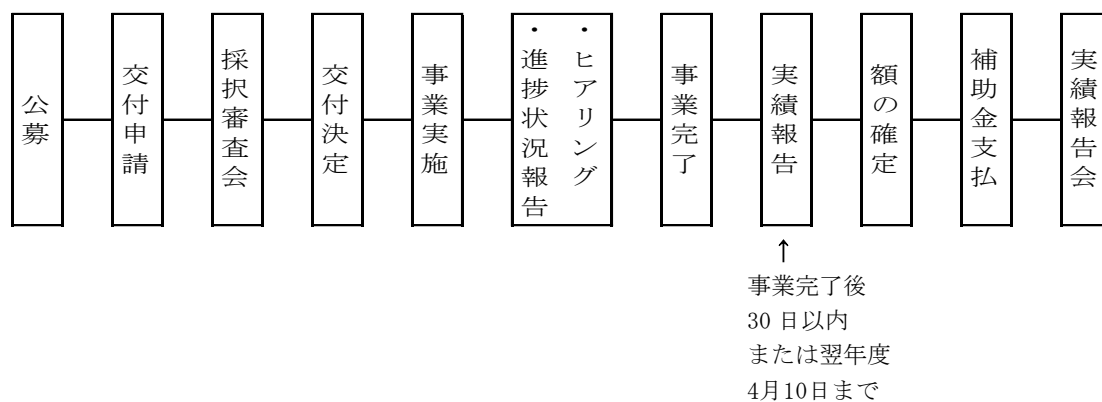 公募
交付申請
採択審査会
交付決定
事業実施
・ヒアリング
・進捗状況報告
事業完了
実績報告
額の確定
補助金支払
実績報告会
↑
事業完了後
30日以内
または翌年度
4月10日まで